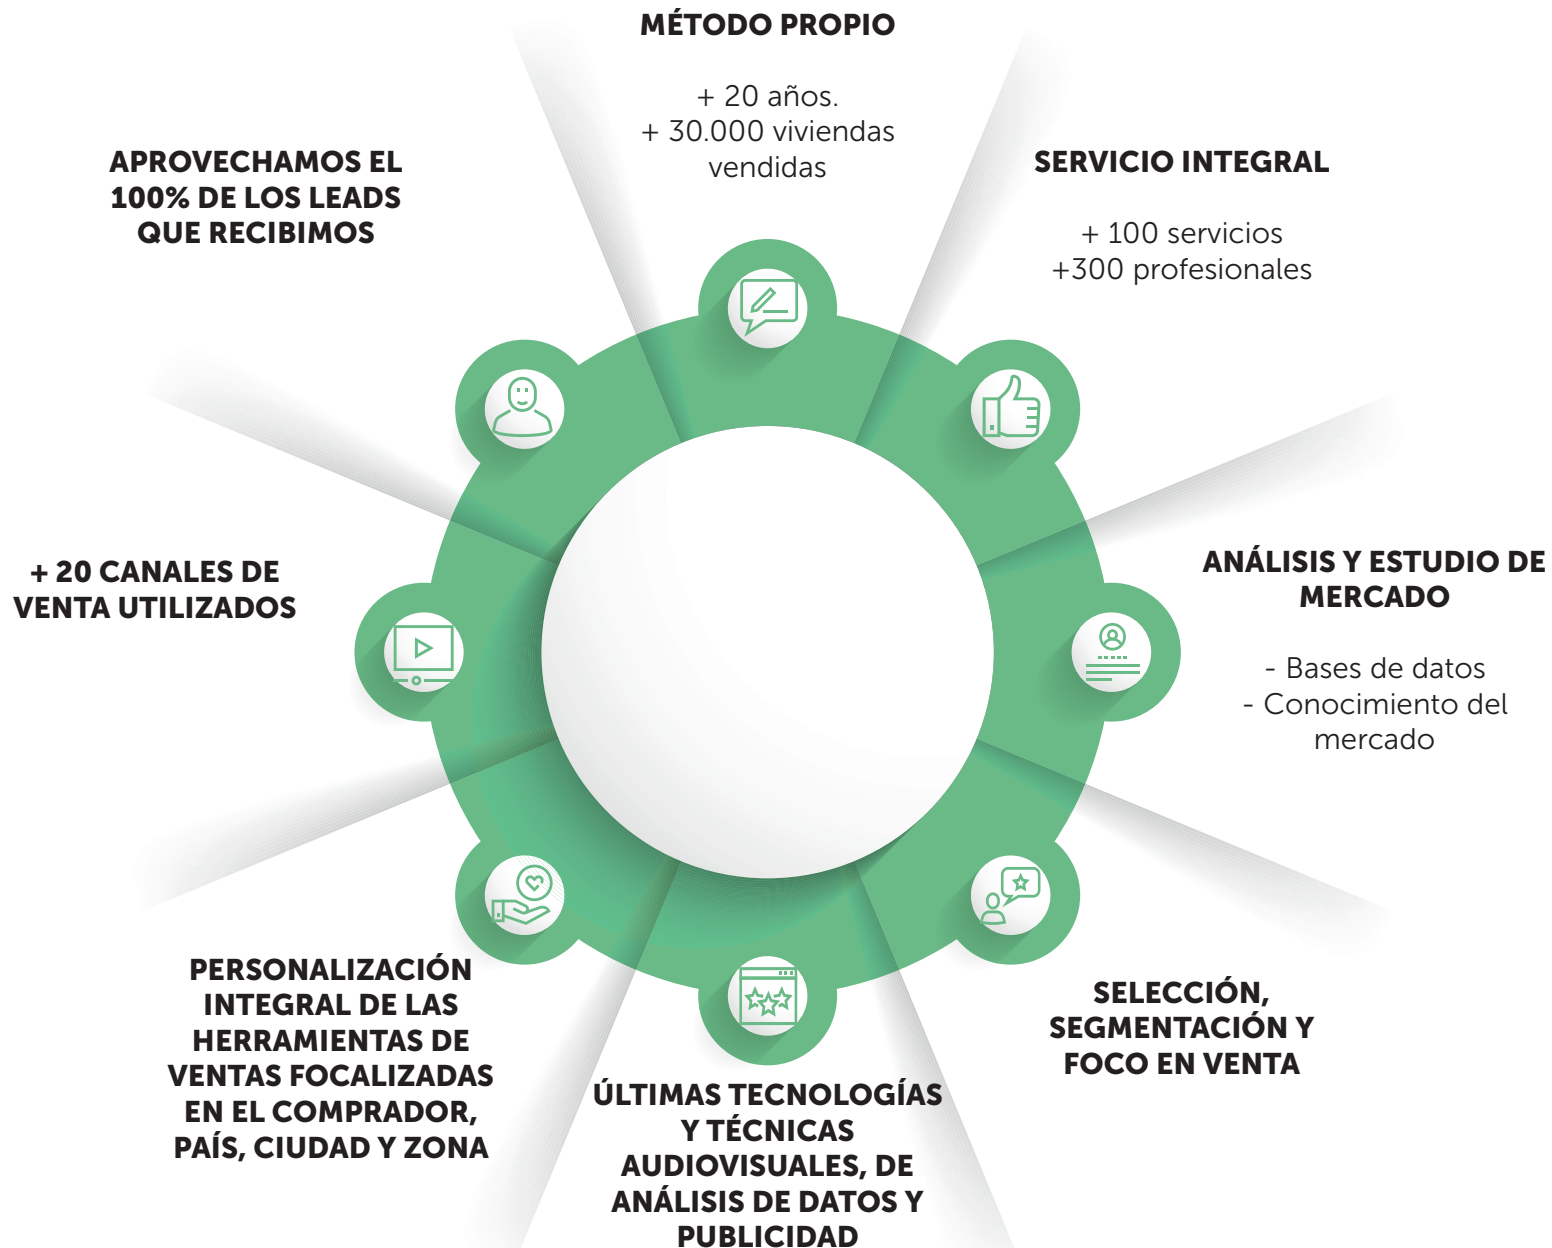 MÉTODO PROPIO
+ 20 años.
+ 30.000 viviendas
vendidas
SERVICIO INTEGRAL
+ 100 servicios
+300 profesionales
ANÁLISIS Y ESTUDIO DE
MERCADO
- Bases de datos
- Conocimiento del
mercado
SELECCIÓN,
SEGMENTACIÓN Y
FOCO EN VENTA
ÚLTIMAS TECNOLOGÍAS
Y TÉCNICAS
AUDIOVISUALES, DE
ANÁLISIS DE DATOS Y
PUBLICIDAD
PERSONALIZACIÓN
INTEGRAL DE LAS
HERRAMIENTAS DE
VENTAS FOCALIZADAS
EN EL COMPRADOR,
PAÍS, CIUDAD Y ZONA
+ 20 CANALES DE
VENTA UTILIZADOS
APROVECHAMOS EL
100% DE LOS LEADS
QUE RECIBIMOS